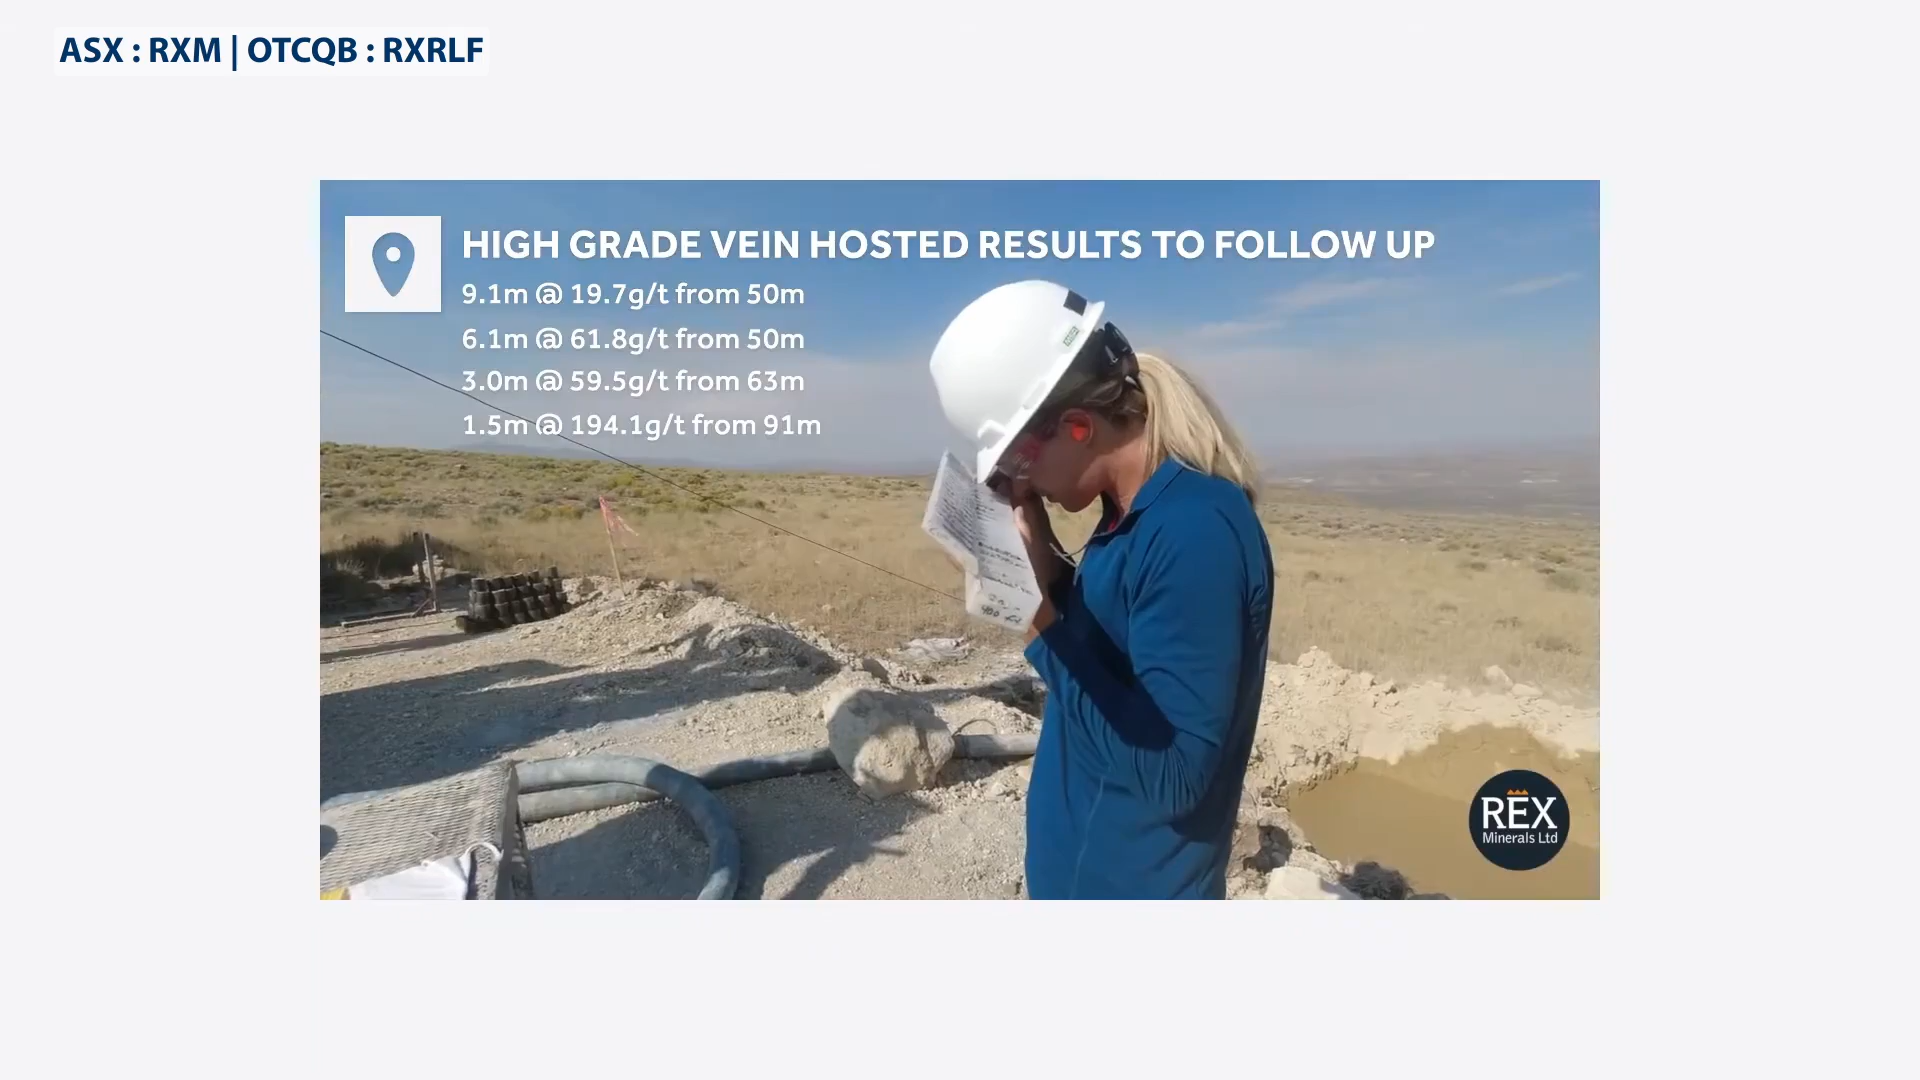 ASX : RXM | OTCQB : RXRLF
HIGH GRADE VEIN HOSTED RESULTS TO FOLLOW UP
9.1m @ 19.7g/t from 50m
6.1m @ 61.8g/t from 50m
3.0m @ 59.5g/t from 63m
1.5m @ 194.1g/t from 91m
REX
Minerals Ltd